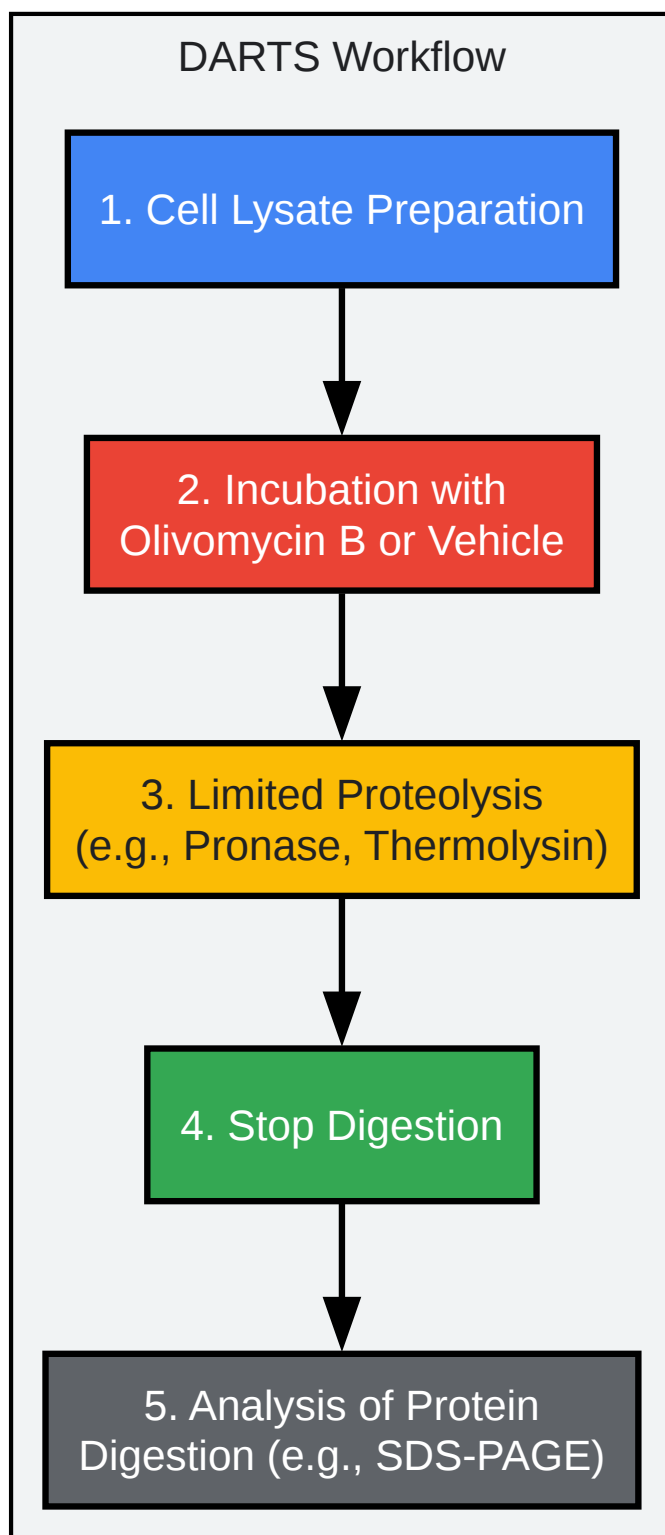 DARTS Workflow
1. Cell Lysate Preparation
2. Incubation with
Olivomycin B or Vehicle
3. Limited Proteolysis
(e.g., Pronase, Thermolysin)
4. Stop Digestion
5. Analysis of Protein
Digestion (e.g., SDS-PAGE)